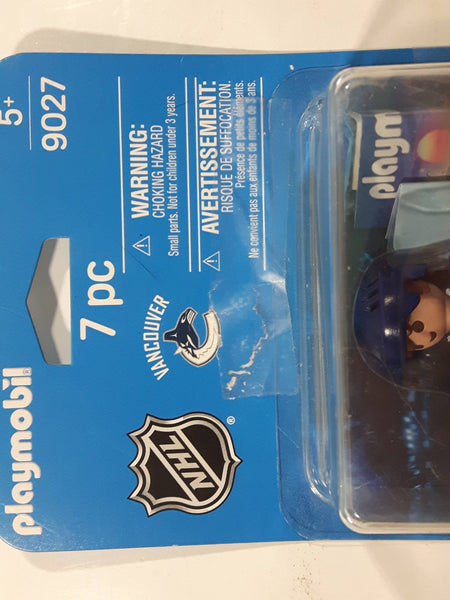 5+
9027
WARNING:
CHOKING HAZARD
Small parts. Not for children under 3 years.
AVERTISSEMENT:
RISQUE DE SUFFOCATION.
Présence de petits éléments.
Ne convient pas aux enfants de moins de 3 ans.
7 pc
VANCOUVER
playmobil
NHL
®
playm